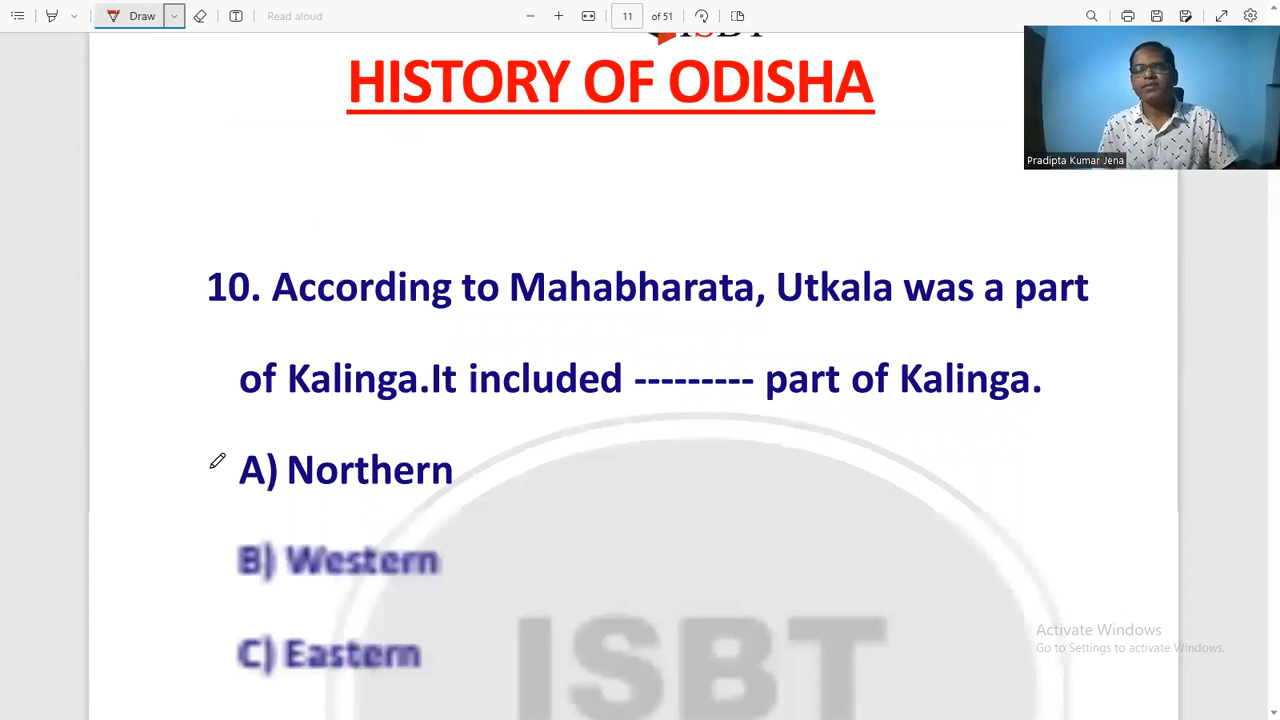 Draw
Read aloud
11 of 51
ISBT
HISTORY OF ODISHA
Pradipta Kumar Jena
10. According to Mahabharata, Utkala was a part
of Kalinga.It included --------- part of Kalinga.
A) Northern
B) Western
C) Eastern
ISBT
Activate Windows
Go to Settings to activate Windows.